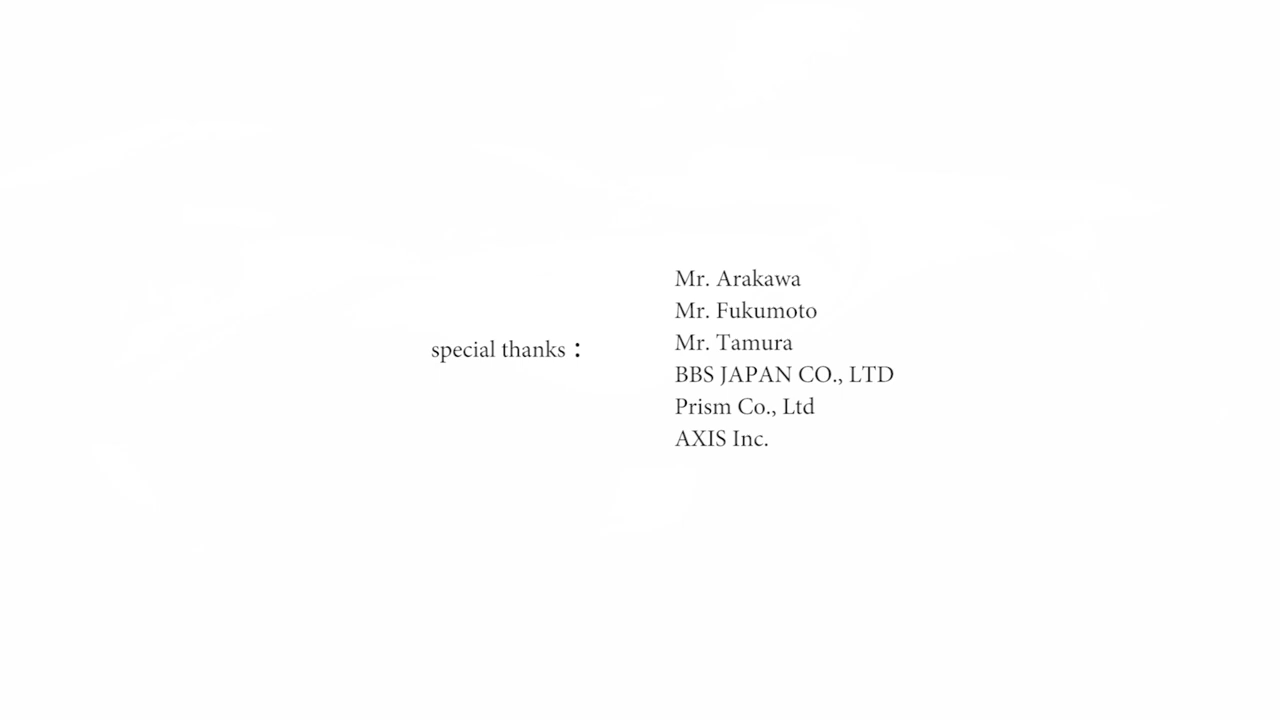 special thanks：
Mr. Arakawa
Mr. Fukumoto
Mr. Tamura
BBS JAPAN CO., LTD
Prism Co., Ltd
AXIS Inc.